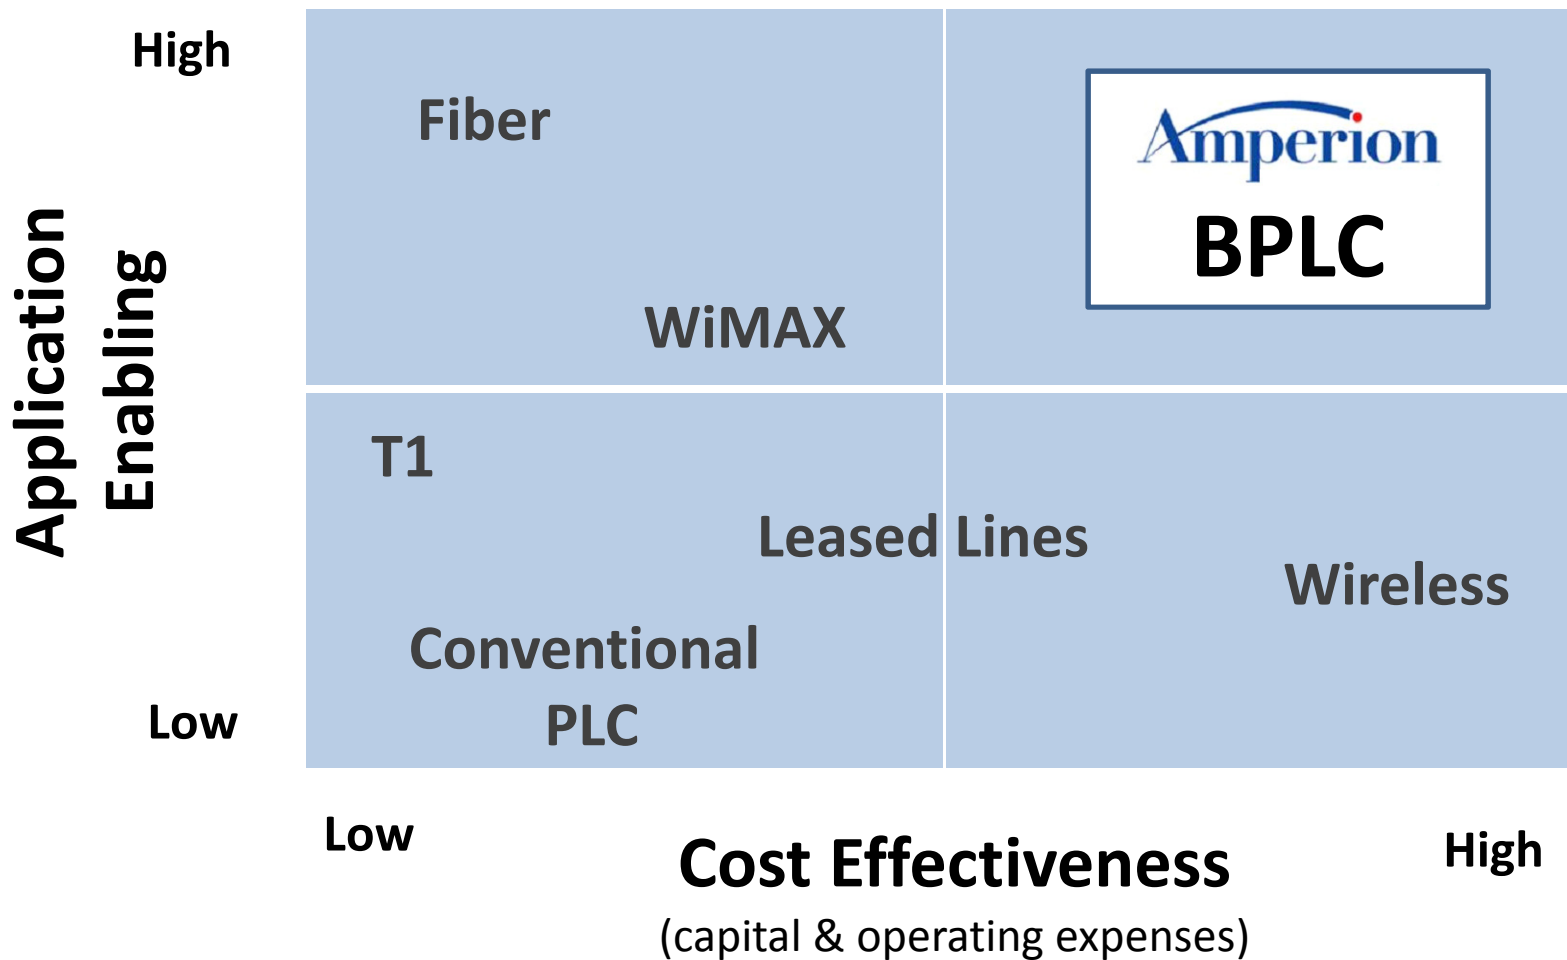 High
Fiber
Amperion
BPLC
WiMAX
Application
Enabling
T1
Leased Lines
Wireless
Conventional
PLC
Low
Low
Cost Effectiveness
High
(capital & operating expenses)